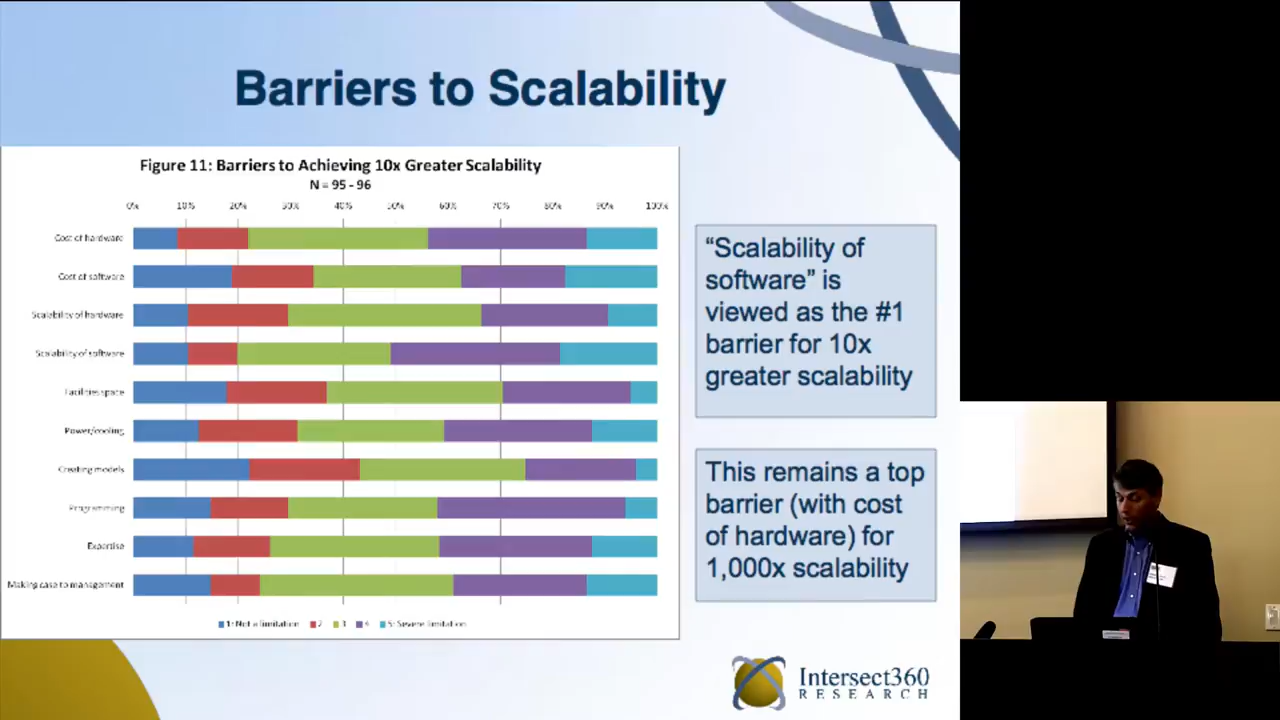 Barriers to Scalability
Figure 11: Barriers to Achieving 10x Greater Scalability
N = 95 - 96
0% 10% 20% 30% 40% 50% 60% 70% 80% 90% 100%
Cost of hardware
Cost of software
Scalability of hardware
Scalability of software
Facilities space
Power/cooling
Creating models
Programming
Expertise
Making case to management
1: Not a limitation 2 3 4 5: Severe limitation
“Scalability of
software” is
viewed as the #1
barrier for 10x
greater scalability
This remains a top
barrier (with cost
of hardware) for
1,000x scalability
Intersect360
RESEARCH